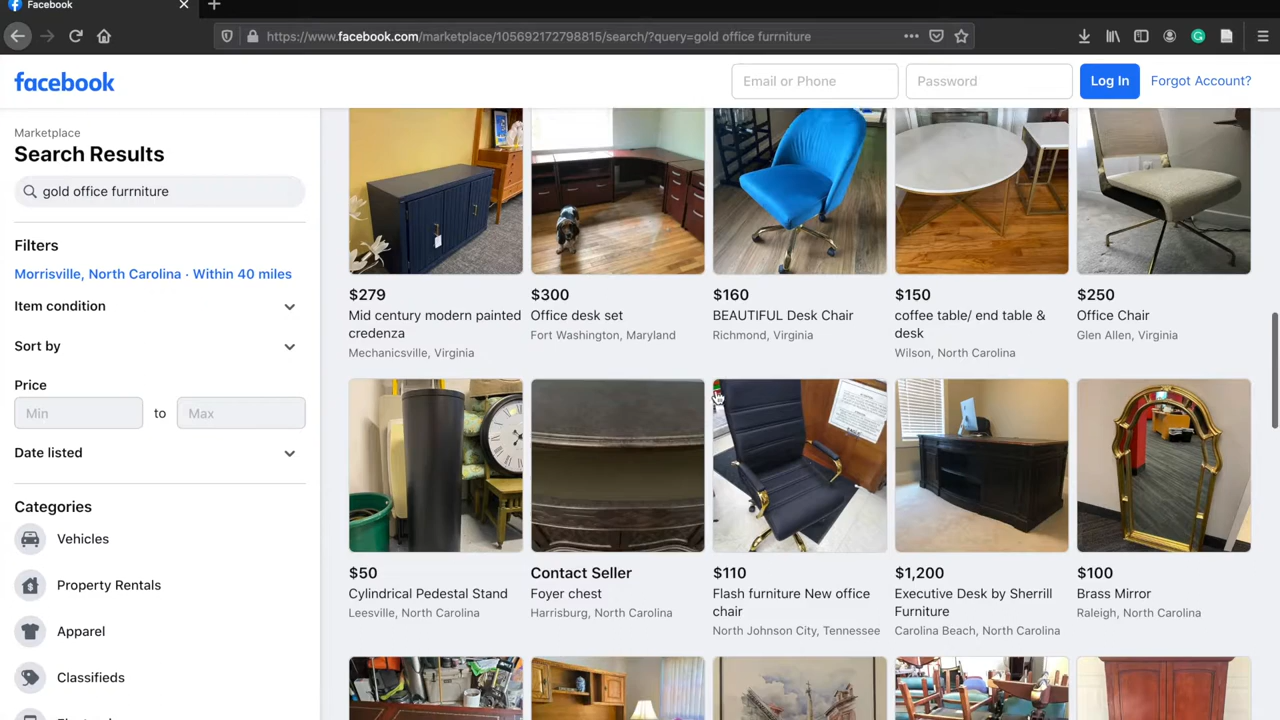 Facebook
https://www.facebook.com/marketplace/105692172798815/search/?query=gold office furrniture
facebook
Email or Phone
Password
Log In
Forgot Account?
Marketplace
Search Results
gold office furrniture
Filters
Morrisville, North Carolina · Within 40 miles
Item condition
Sort by
Price
Min
to
Max
Date listed
Categories
Vehicles
Property Rentals
Apparel
Classifieds
$279
Mid century modern painted
credenza
Mechanicsville, Virginia
$300
Office desk set
Fort Washington, Maryland
$160
BEAUTIFUL Desk Chair
Richmond, Virginia
$150
coffee table/ end table &
desk
Wilson, North Carolina
$250
Office Chair
Glen Allen, Virginia
$50
Cylindrical Pedestal Stand
Leesville, North Carolina
Contact Seller
Foyer chest
Harrisburg, North Carolina
$110
Flash furniture New office
chair
North Johnson City, Tennessee
$1,200
Executive Desk by Sherrill
Furniture
Carolina Beach, North Carolina
$100
Brass Mirror
Raleigh, North Carolina